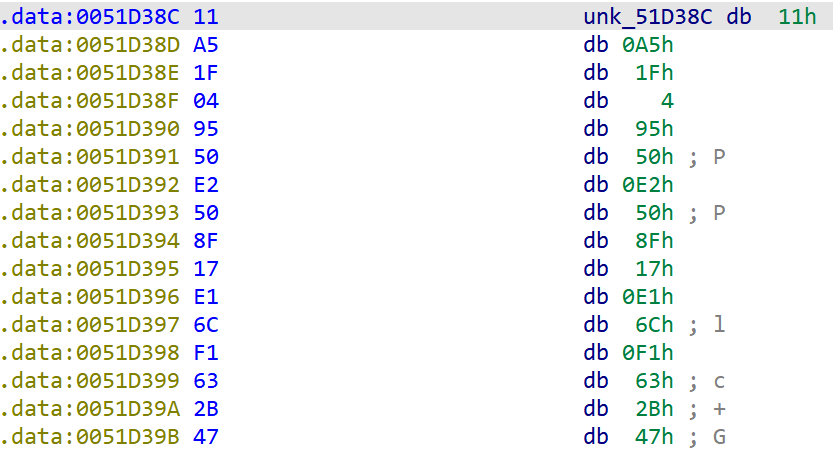 .data:0051D38C 11 unk_51D38C db 11h
.data:0051D38D A5 db 0A5h
.data:0051D38E 1F db 1Fh
.data:0051D38F 04 db 4
.data:0051D390 95 db 95h
.data:0051D391 50 db 50h ; P
.data:0051D392 E2 db 0E2h
.data:0051D393 50 db 50h ; P
.data:0051D394 8F db 8Fh
.data:0051D395 17 db 17h
.data:0051D396 E1 db 0E1h
.data:0051D397 6C db 6Ch ; l
.data:0051D398 F1 db 0F1h
.data:0051D399 63 db 63h ; c
.data:0051D39A 2B db 2Bh ; +
.data:0051D39B 47 db 47h ; G